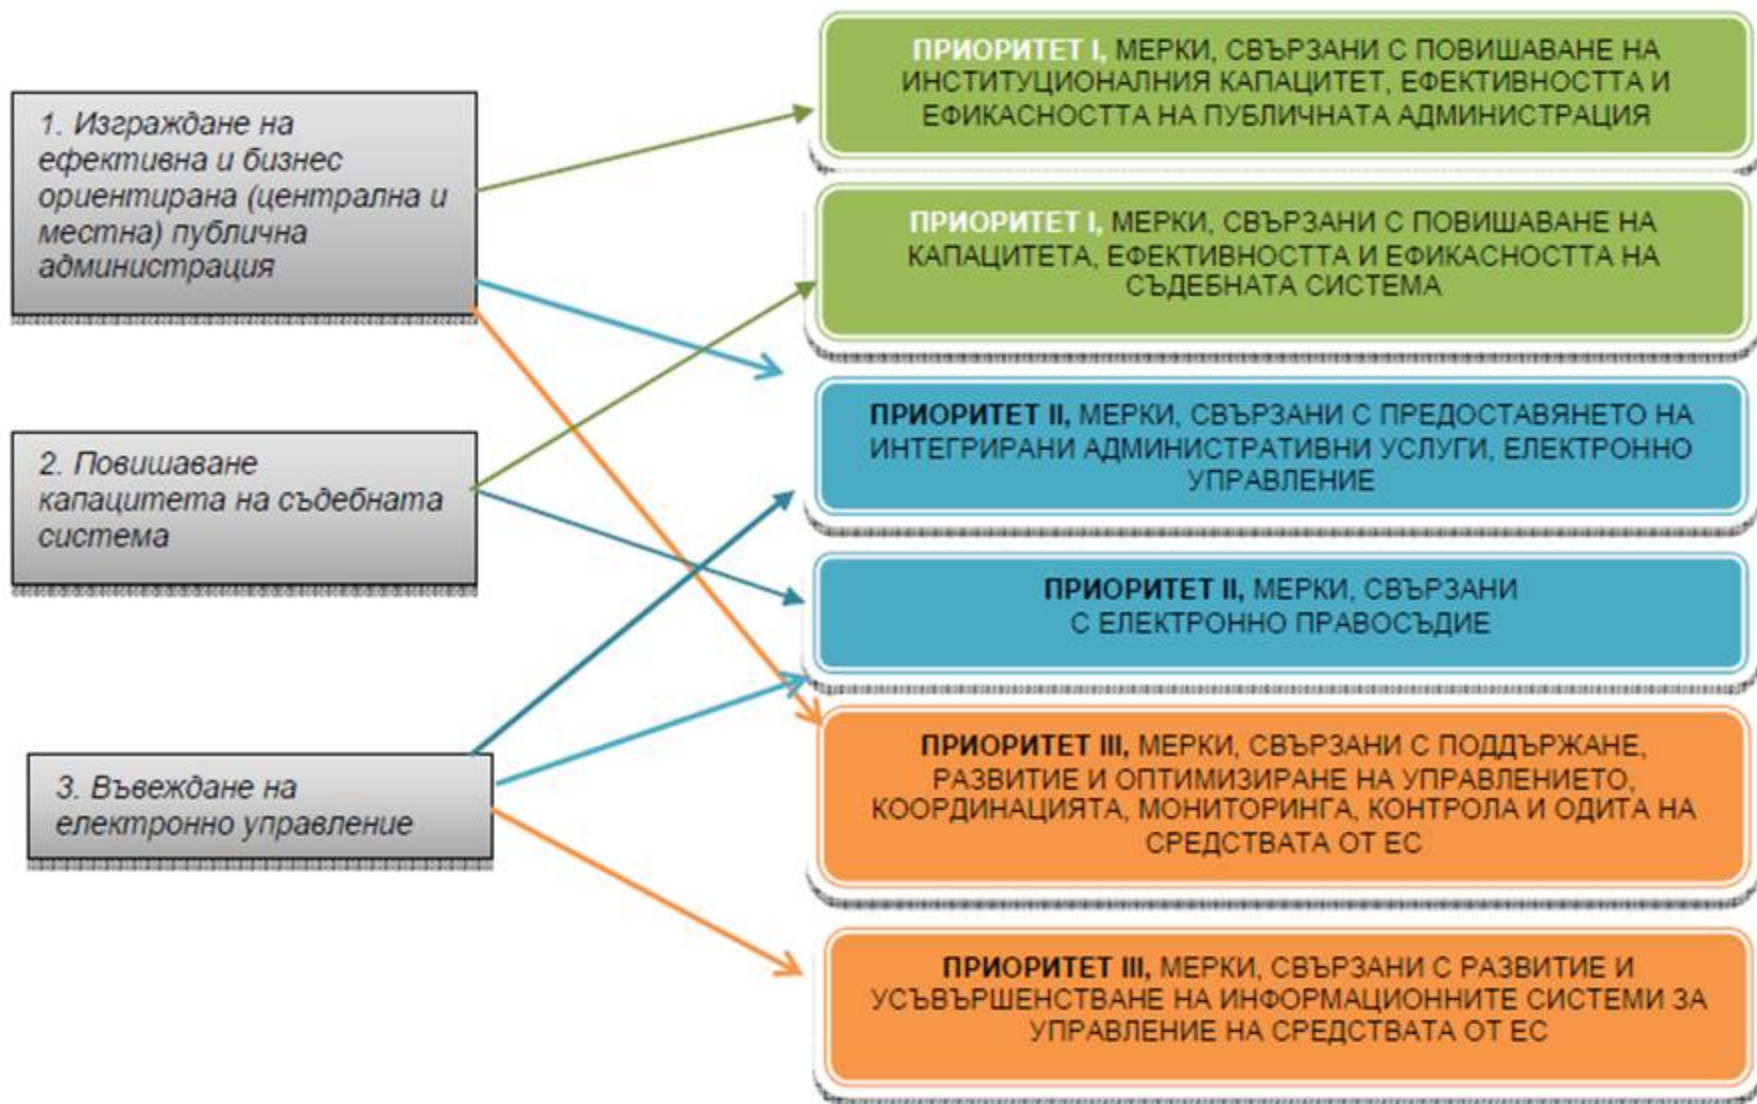 1. Изграждане на
ефективна и бизнес
ориентирана (централна и
местна) публична
администрация
2. Повишаване
капацитета на съдебната
система
3. Въвеждане на
електронно управление
ПРИОРИТЕТ I, МЕРКИ, СВЪРЗАНИ С ПОВИШАВАНЕ НА
ИНСТИТУЦИОНАЛНИЯ КАПАЦИТЕТ, ЕФЕКТИВНОСТТА И
ЕФИКАСНОСТТА НА ПУБЛИЧНАТА АДМИНИСТРАЦИЯ
ПРИОРИТЕТ I, МЕРКИ, СВЪРЗАНИ С ПОВИШАВАНЕ НА
КАПАЦИТЕТА, ЕФЕКТИВНОСТТА И ЕФИКАСНОСТТА НА
СЪДЕБНАТА СИСТЕМА
ПРИОРИТЕТ II, МЕРКИ, СВЪРЗАНИ С ПРЕДОСТАВЯНЕТО НА
ИНТЕГРИРАНИ АДМИНИСТРАТИВНИ УСЛУГИ, ЕЛЕКТРОННО
УПРАВЛЕНИЕ
ПРИОРИТЕТ II, МЕРКИ, СВЪРЗАНИ
С ЕЛЕКТРОННО ПРАВОСЪДИЕ
ПРИОРИТЕТ III, МЕРКИ, СВЪРЗАНИ С ПОДДЪРЖАНЕ,
РАЗВИТИЕ И ОПТИМИЗИРАНЕ НА УПРАВЛЕНИЕТО,
КООРДИНАЦИЯТА, МОНИТОРИНГА, КОНТРОЛА И ОДИТА НА
СРЕДСТВАТА ОТ ЕС
ПРИОРИТЕТ III, МЕРКИ, СВЪРЗАНИ С РАЗВИТИЕ И
УСЪВЪРШЕНСТВАНЕ НА ИНФОРМАЦИОННИТЕ СИСТЕМИ ЗА
УПРАВЛЕНИЕ НА СРЕДСТВАТА ОТ ЕС